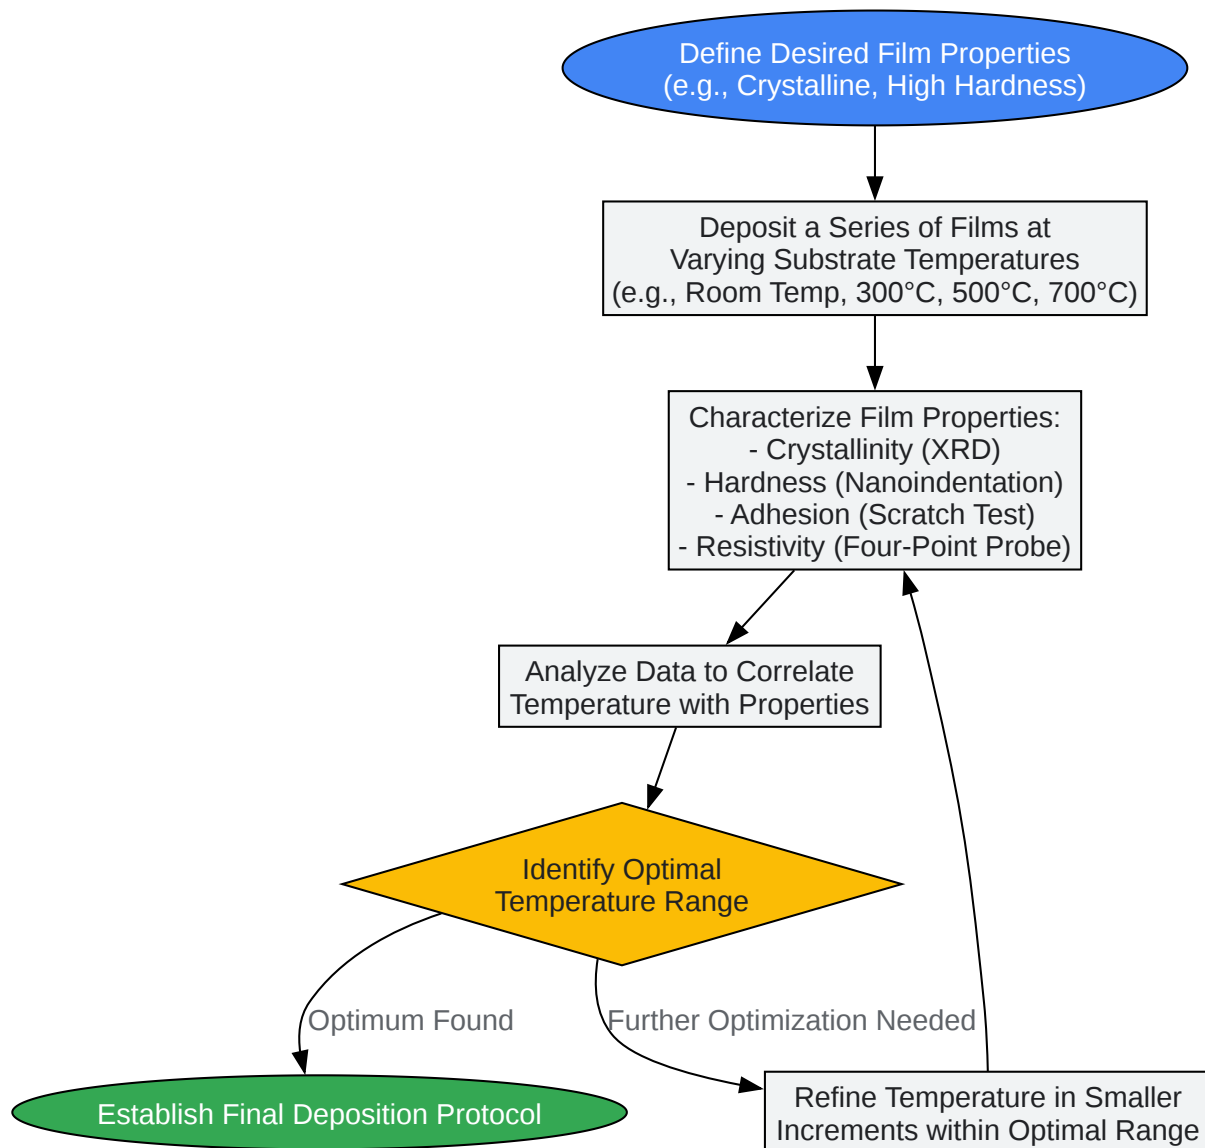 Define Desired Film Properties
(e.g., Crystalline, High Hardness)
Deposit a Series of Films at
Varying Substrate Temperatures
(e.g., Room Temp, 300°C, 500°C, 700°C)
Characterize Film Properties:
- Crystallinity (XRD)
- Hardness (Nanoindentation)
- Adhesion (Scratch Test)
- Resistivity (Four-Point Probe)
Analyze Data to Correlate
Temperature with Properties
Identify Optimal
Temperature Range
Optimum Found
Further Optimization Needed
Establish Final Deposition Protocol
Refine Temperature in Smaller
Increments within Optimal Range